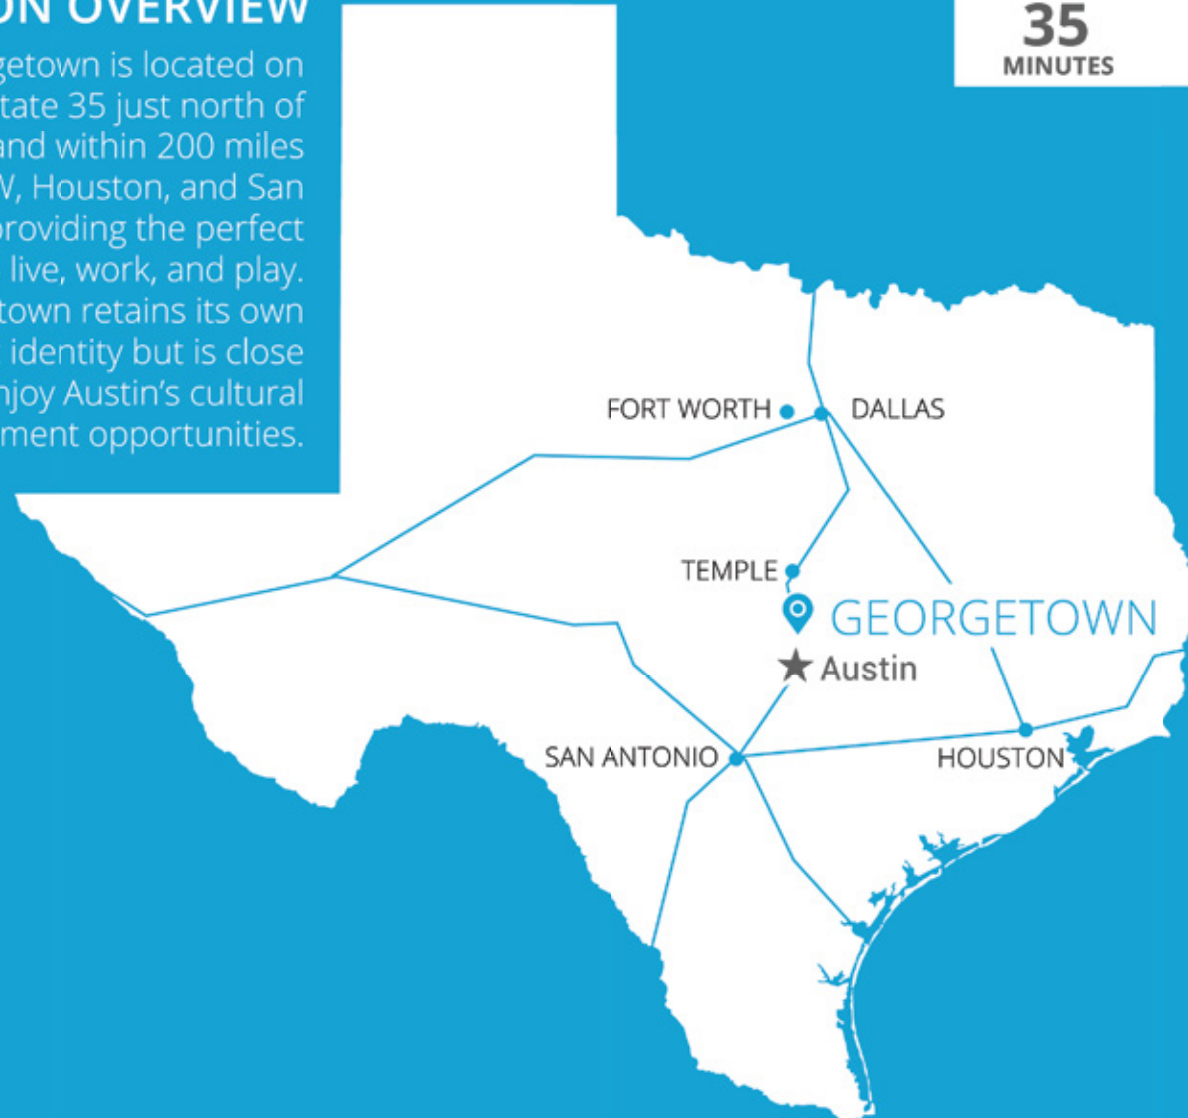 ON OVERVIEW
getown is located on
tate 35 just north of
and within 200 miles
W, Houston, and San
providing the perfect
live, work, and play.
town retains its own
identity but is close
njoy Austin's cultural
ment opportunities.
35
MINUTES
FORT WORTH
DALLAS
TEMPLE
GEORGETOWN
Austin
SAN ANTONIO
HOUSTON